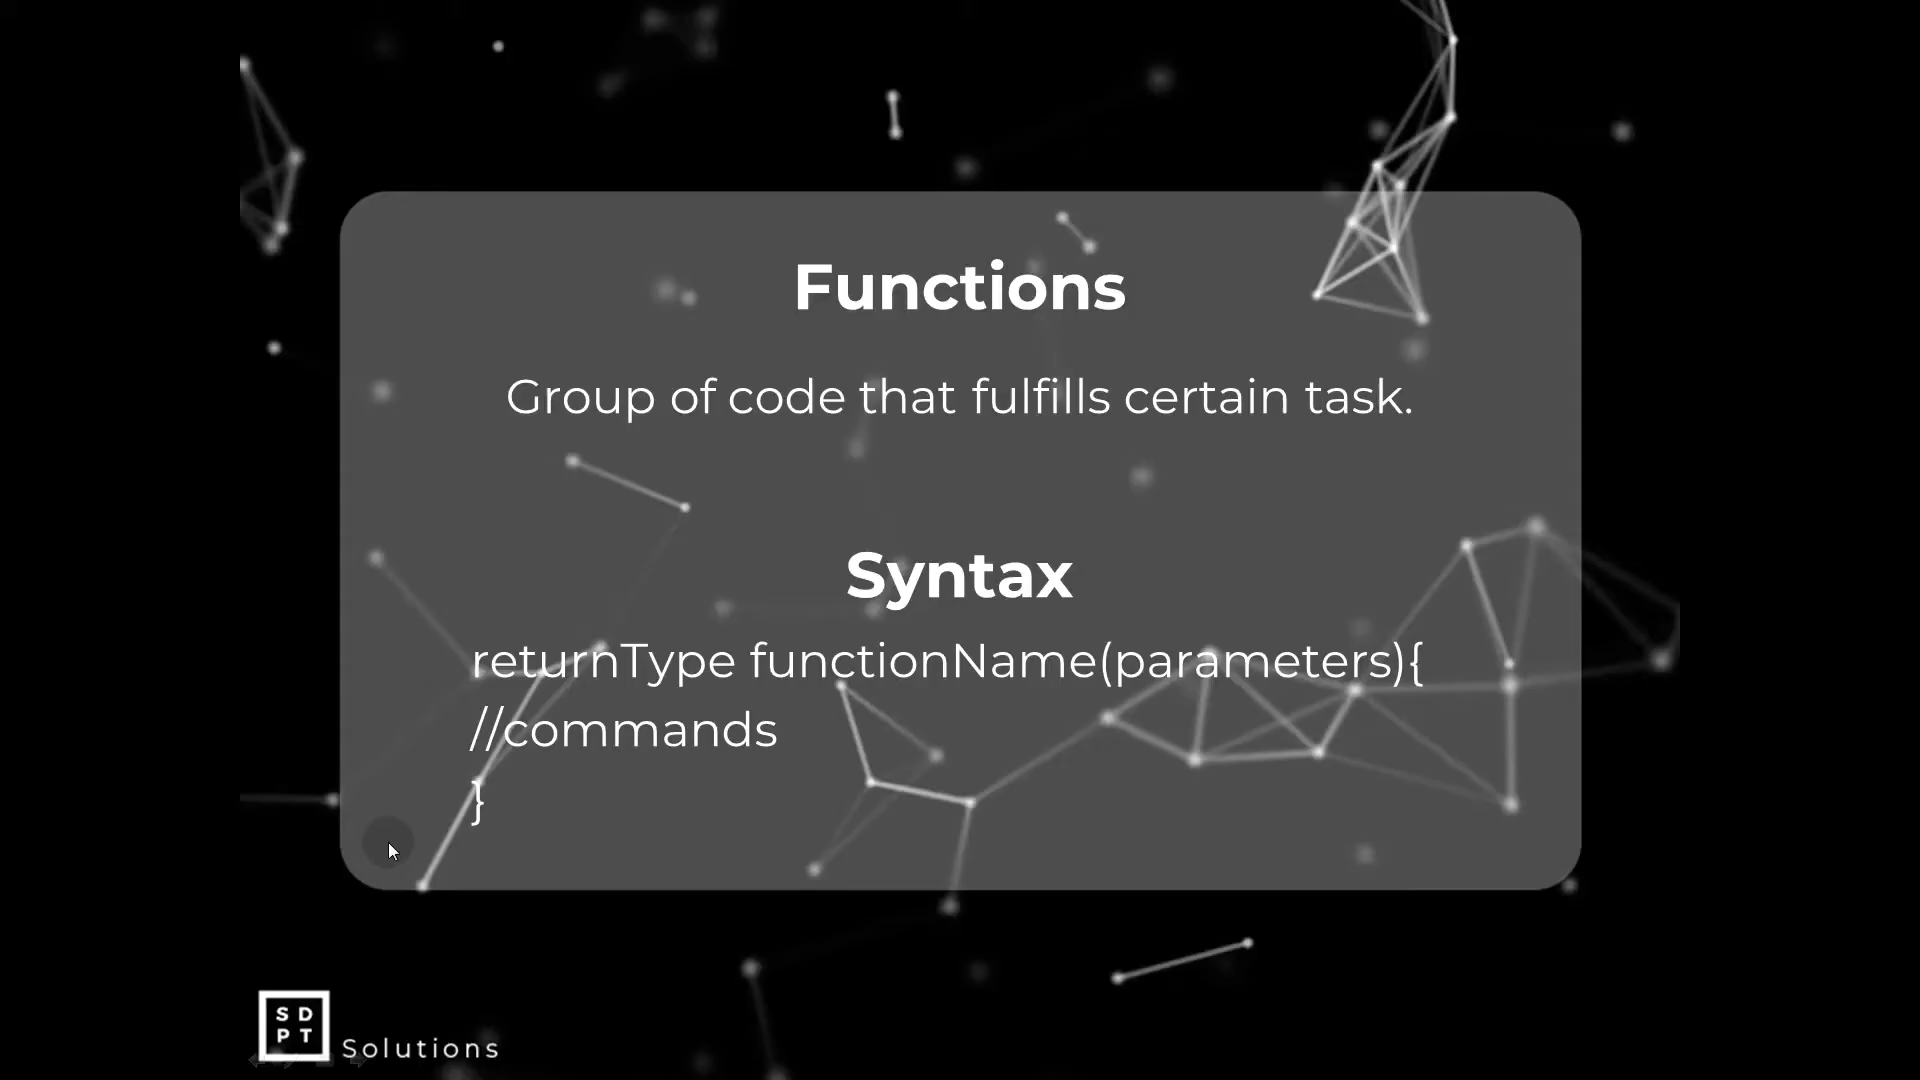 Functions
Group of code that fulfills certain task.
Syntax
returnType functionName(parameters){
//commands
}
S D
P T
Solutions